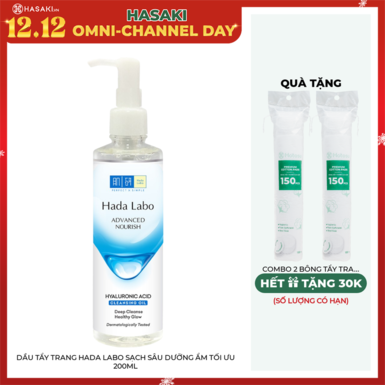 HASAKI.VN
HASAKI
12.12 OMNI-CHANNEL DAY
肌研
Hada Labo
ADVANCED
NOURISH
HYALURONIC ACID
CLEANSING OIL
Deep Cleanse
Healthy Glow
Dermatologically Tested
DẦU TẨY TRANG HADA LABO SẠCH SÂU DƯỠNG ẨM TỐI ƯU
200ML
QUÀ TẶNG
150
150
COMBO 2 BÔNG TẨY TRA...
HẾT TẶNG 30K
(SỐ LƯỢNG CÓ HẠN)